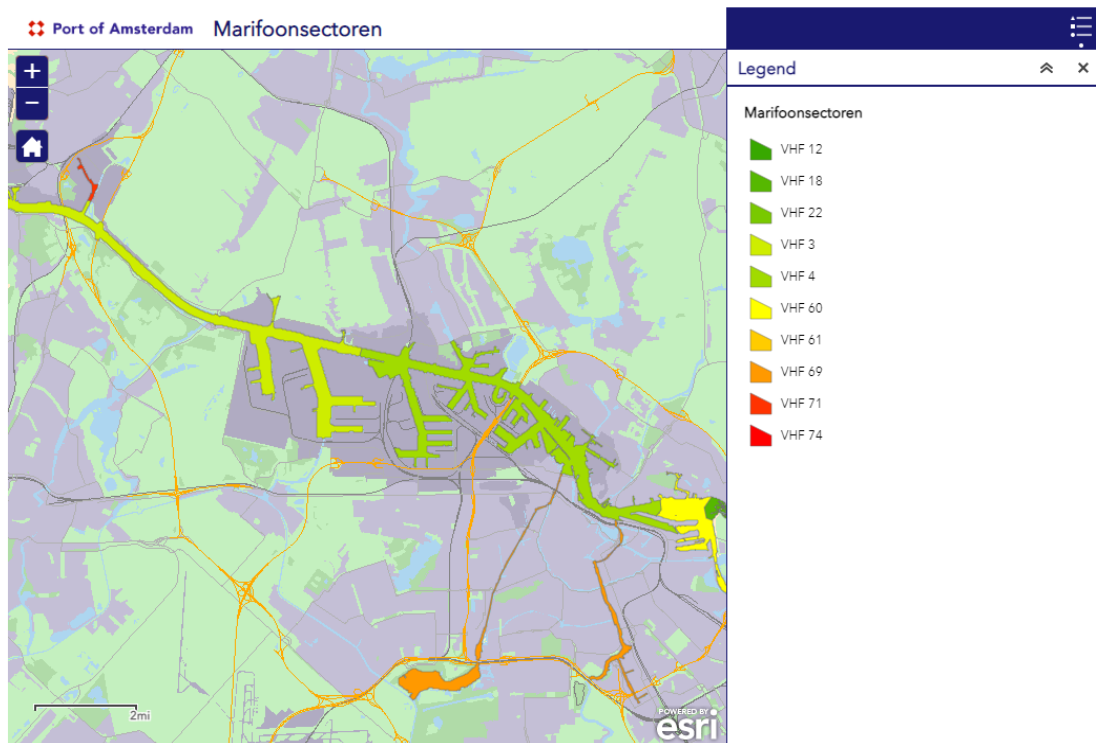 Port of Amsterdam Marifoonsectoren
Legend
Marifoonsectoren
VHF 12
VHF 18
VHF 22
VHF 3
VHF 4
VHF 60
VHF 61
VHF 69
VHF 71
VHF 74
2mi
POWERED BY
esri